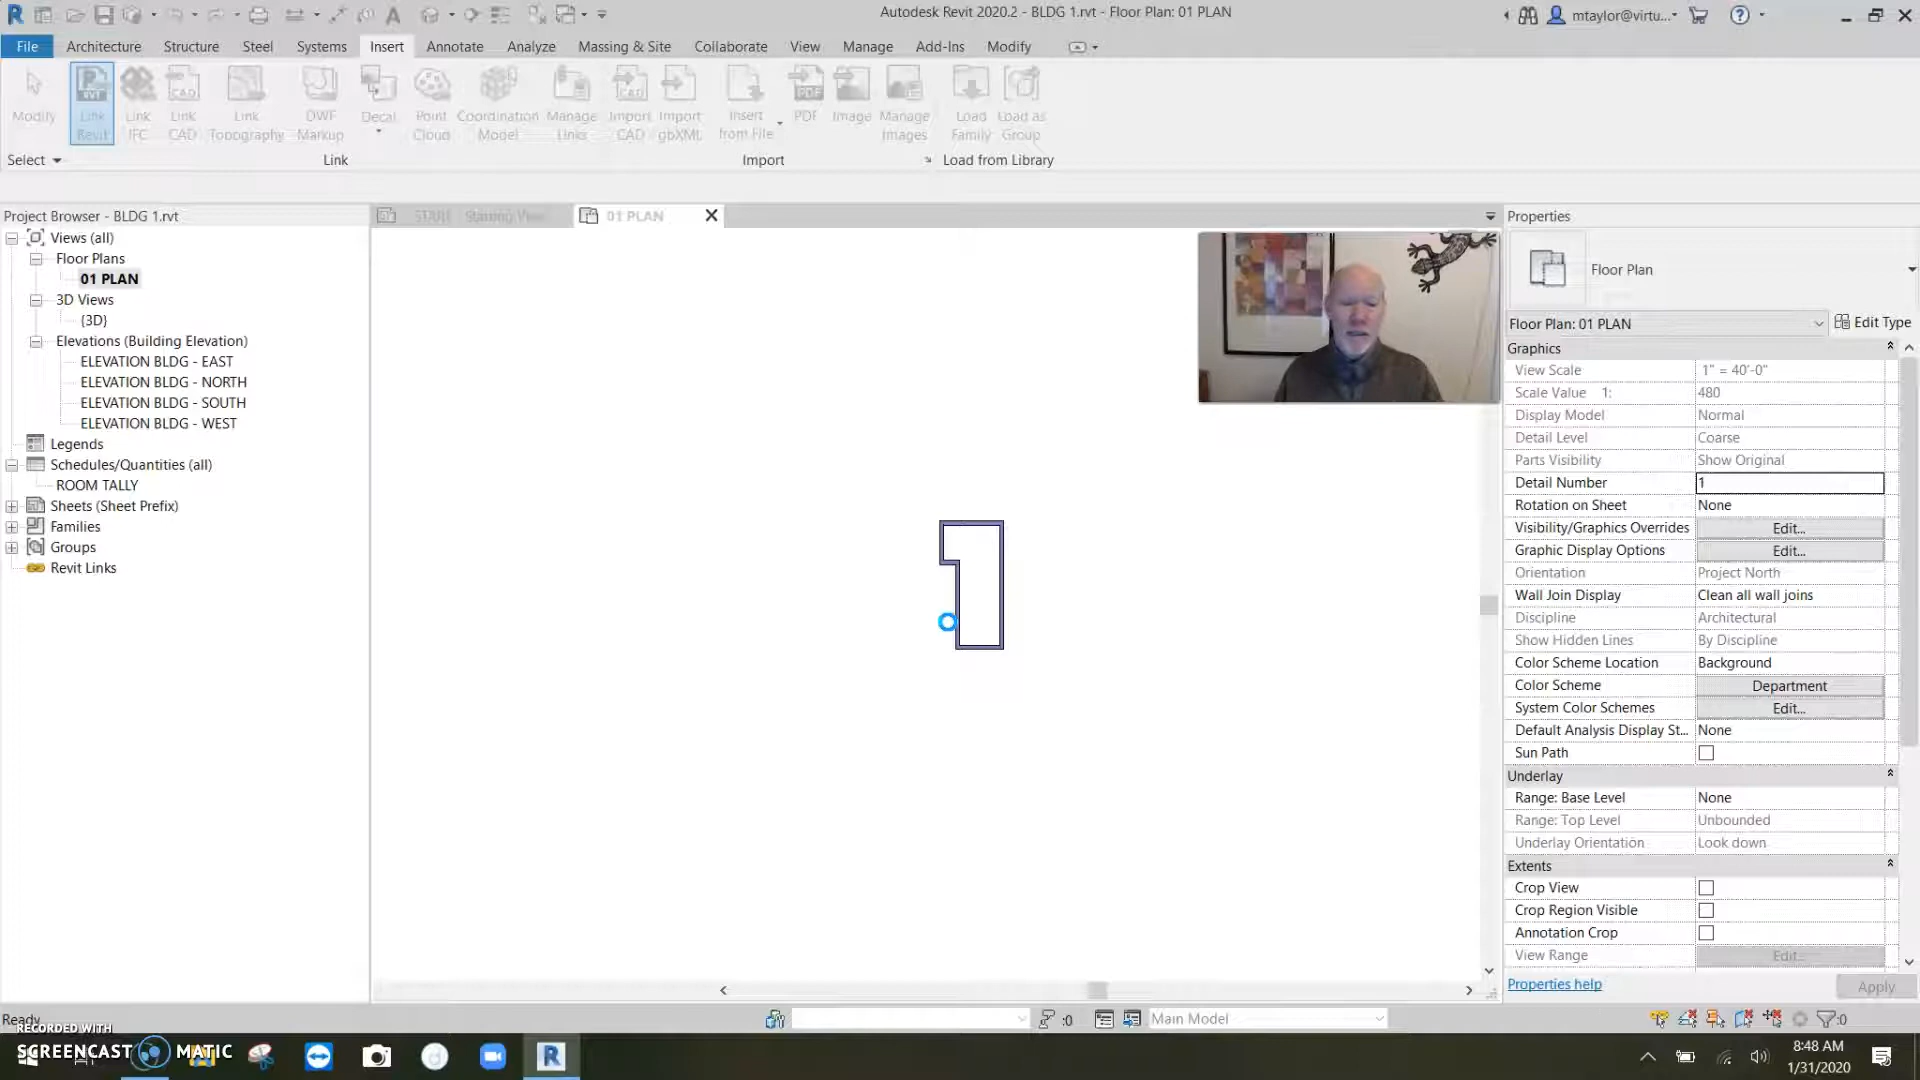 Autodesk Revit 2020.2 - BLDG 1.rvt - Floor Plan: 01 PLAN
mtaylor@virtu...
File Architecture Structure Steel Systems Insert Annotate Analyze Massing & Site Collaborate View Manage Add-Ins Modify
Modify
Link Revit
Link IFC
Link CAD
Link Topography
DWF Markup
Decal
Point Cloud
Coordination Model
Manage Links
Import CAD
Import gbXML
Insert from File
PDF
Image
Manage Images
Load Family
Load as Group
Select Link Import Load from Library
Project Browser - BLDG 1.rvt
START Starting View
01 PLAN
Properties
Views (all)
Floor Plans
01 PLAN
3D Views
{3D}
Elevations (Building Elevation)
ELEVATION BLDG - EAST
ELEVATION BLDG - NORTH
ELEVATION BLDG - SOUTH
ELEVATION BLDG - WEST
Legends
Schedules/Quantities (all)
ROOM TALLY
Sheets (Sheet Prefix)
Families
Groups
Revit Links
Floor Plan
Floor Plan: 01 PLAN Edit Type
Graphics
View Scale 1" = 40'-0"
Scale Value 1: 480
Display Model Normal
Detail Level Coarse
Parts Visibility Show Original
Detail Number 1
Rotation on Sheet None
Visibility/Graphics Overrides Edit...
Graphic Display Options Edit...
Orientation Project North
Wall Join Display Clean all wall joins
Discipline Architectural
Show Hidden Lines By Discipline
Color Scheme Location Background
Color Scheme Department
System Color Schemes Edit...
Default Analysis Display St... None
Sun Path
Underlay
Range: Base Level None
Range: Top Level Unbounded
Underlay Orientation Look down
Extents
Crop View
Crop Region Visible
Annotation Crop
View Range Edit...
Properties help Apply
Ready
:0
Main Model
:0
RECORDED WITH
SCREENCAST MATIC
8:48 AM
1/31/2020